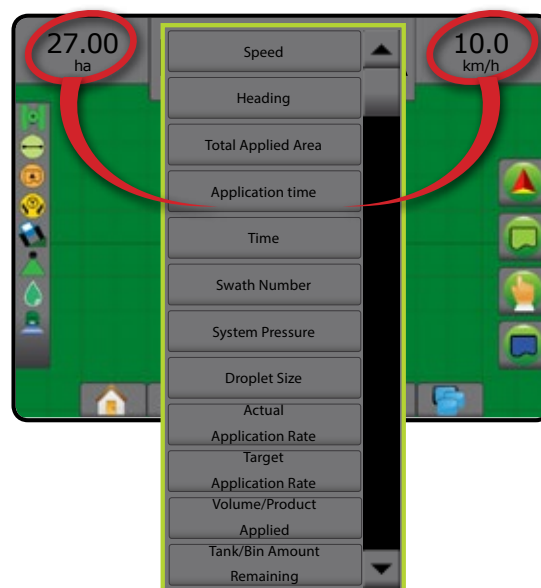 27.00
ha
10.0
km/h
Speed
Heading
Total Applied Area
Application time
Time
Swath Number
System Pressure
Droplet Size
Actual
Application Rate
Target
Application Rate
Volume/Product
Applied
Tank/Bin Amount
Remaining